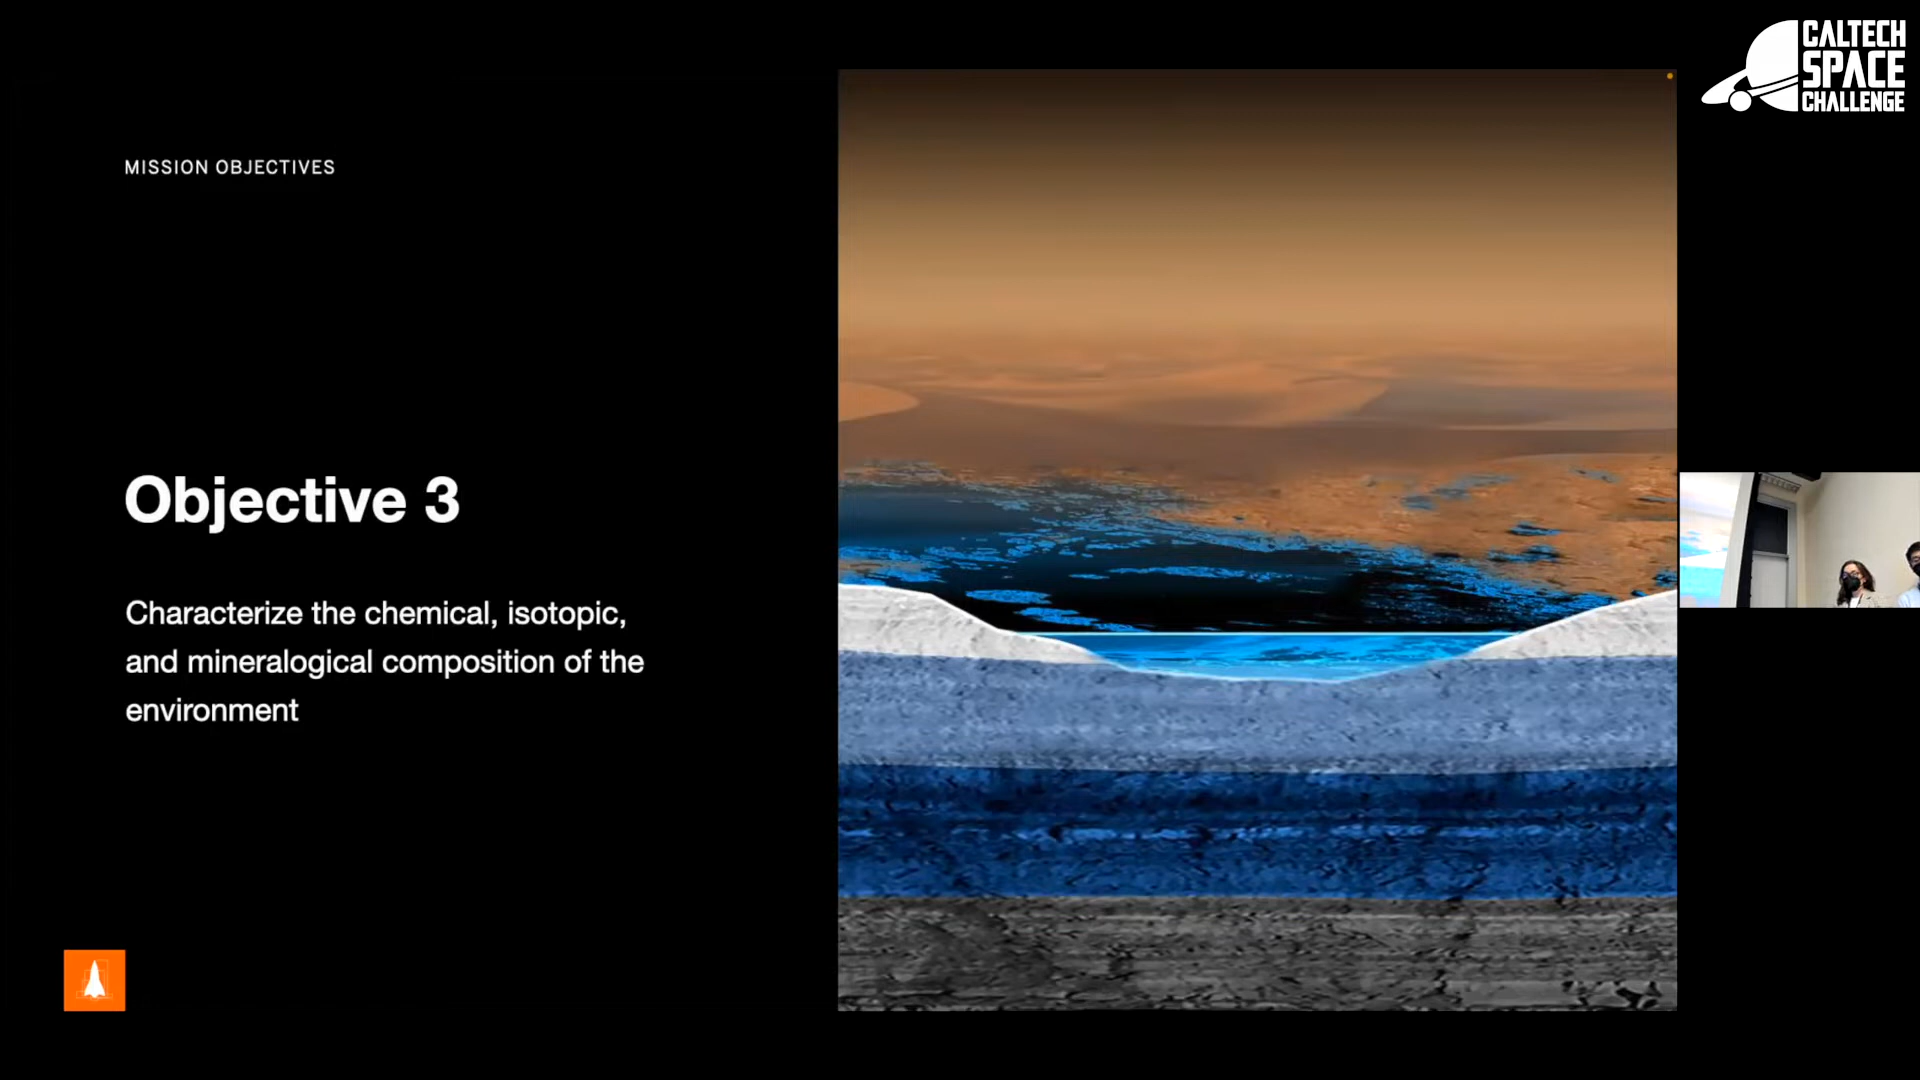 CALTECH
SPACE
CHALLENGE
MISSION OBJECTIVES
Objective 3
Characterize the chemical, isotopic,
and mineralogical composition of the
environment